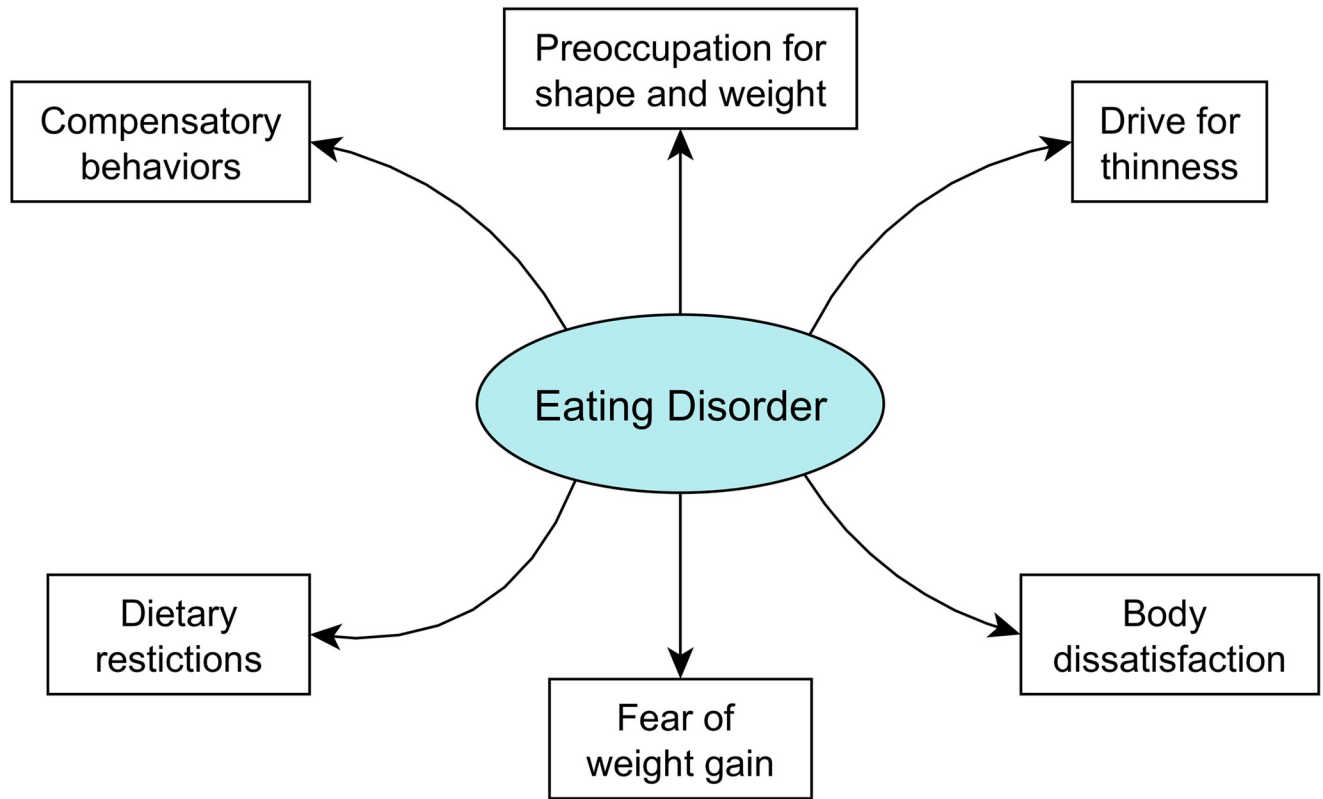 Preoccupation for
shape and weight
Compensatory
behaviors
Drive for
thinness
Eating Disorder
Dietary
restictions
Body
dissatisfaction
Fear of
weight gain